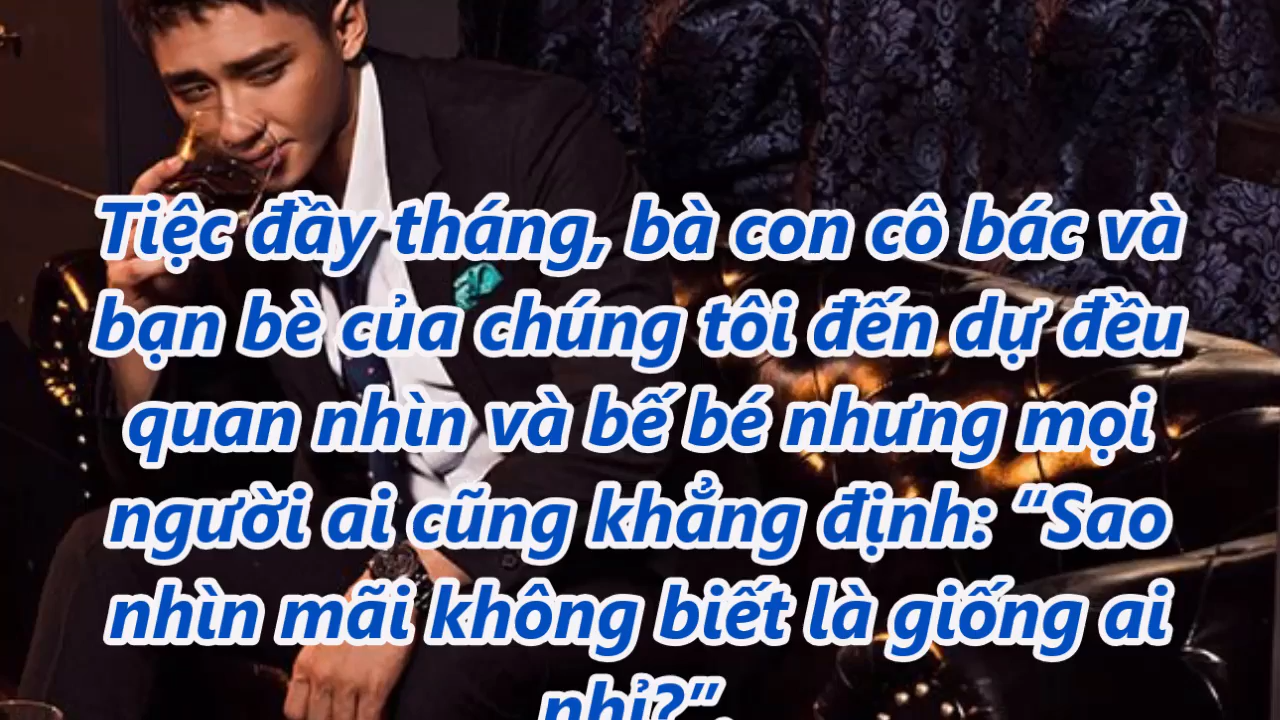 Tiệc đầy tháng, bà con cô bác và
bạn bè của chúng tôi đến dự đều
quan nhìn và bế bé nhưng mọi
người ai cũng khẳng định: “Sao
nhìn mãi không biết là giống ai
nhỉ?”.